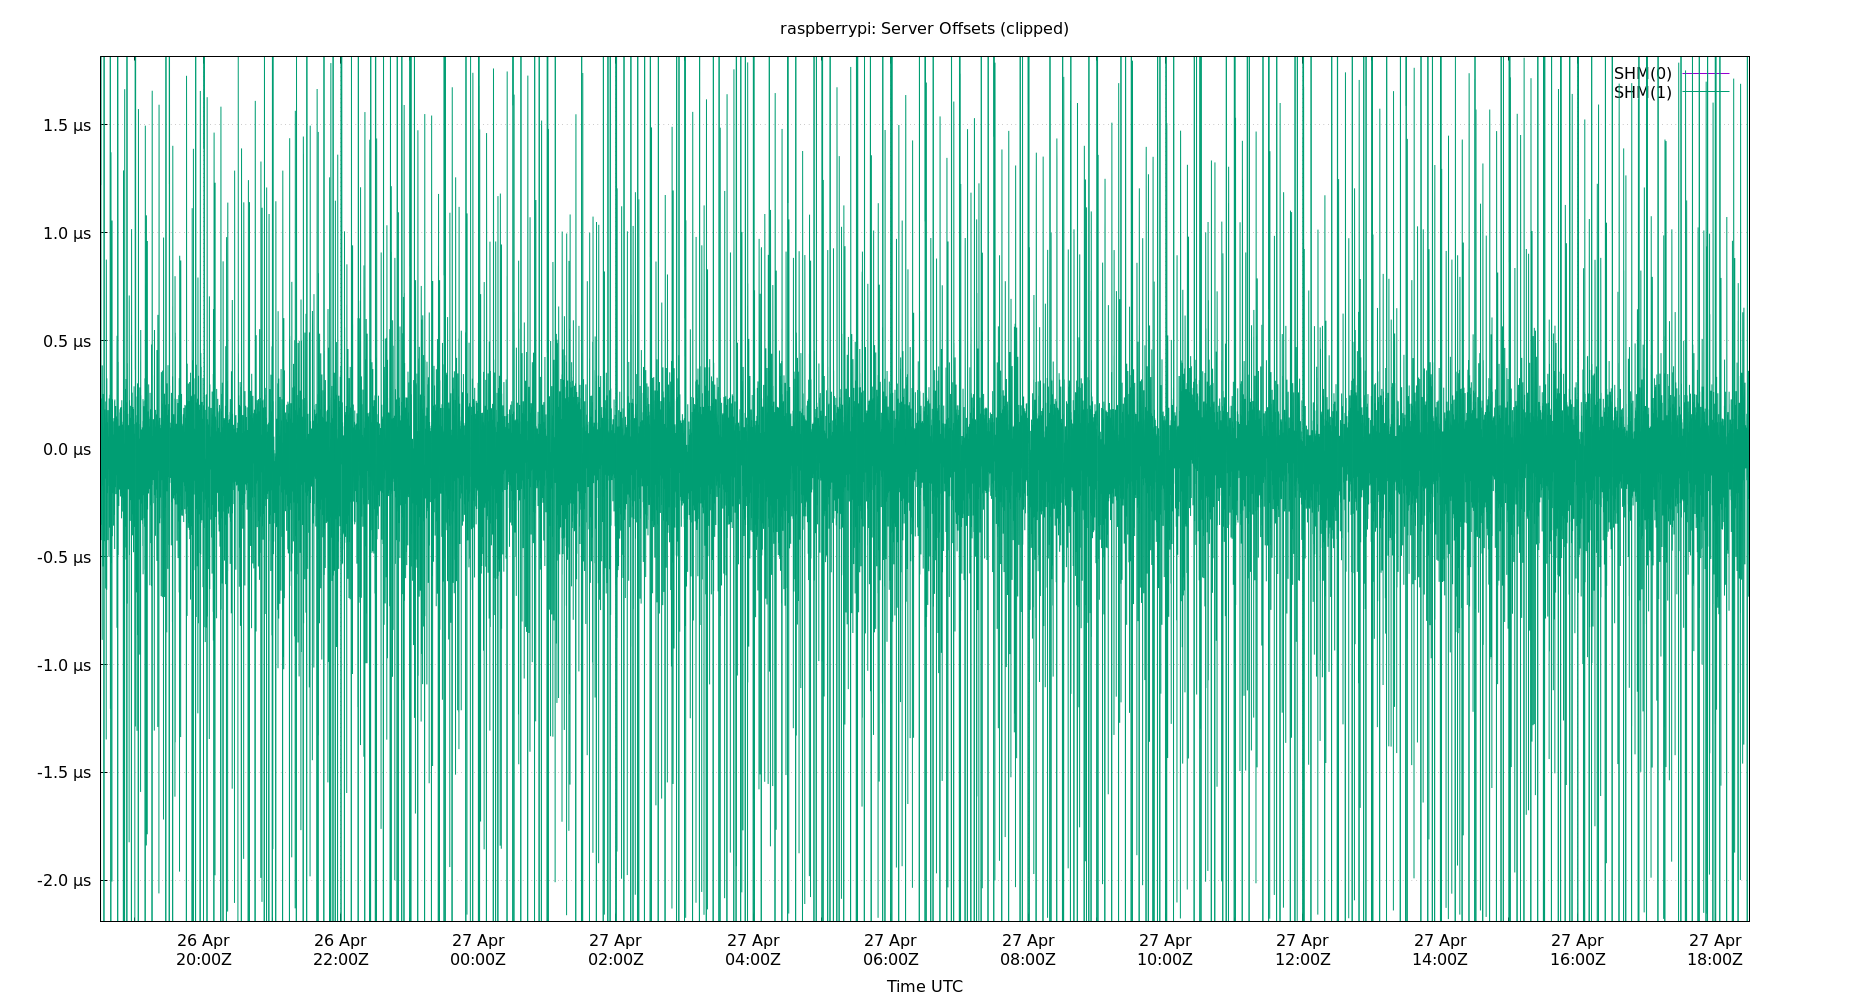 raspberrypi: Server Offsets (clipped)
SHM(0)
SHM(1)
1.5 µs
1.0 µs
0.5 µs
0.0 µs
-0.5 µs
-1.0 µs
-1.5 µs
-2.0 µs
26 Apr 26 Apr 27 Apr 27 Apr 27 Apr 27 Apr 27 Apr 27 Apr 27 Apr 27 Apr 27 Apr 27 Apr
20:00Z 22:00Z 00:00Z 02:00Z 04:00Z 06:00Z 08:00Z 10:00Z 12:00Z 14:00Z 16:00Z 18:00Z
Time UTC